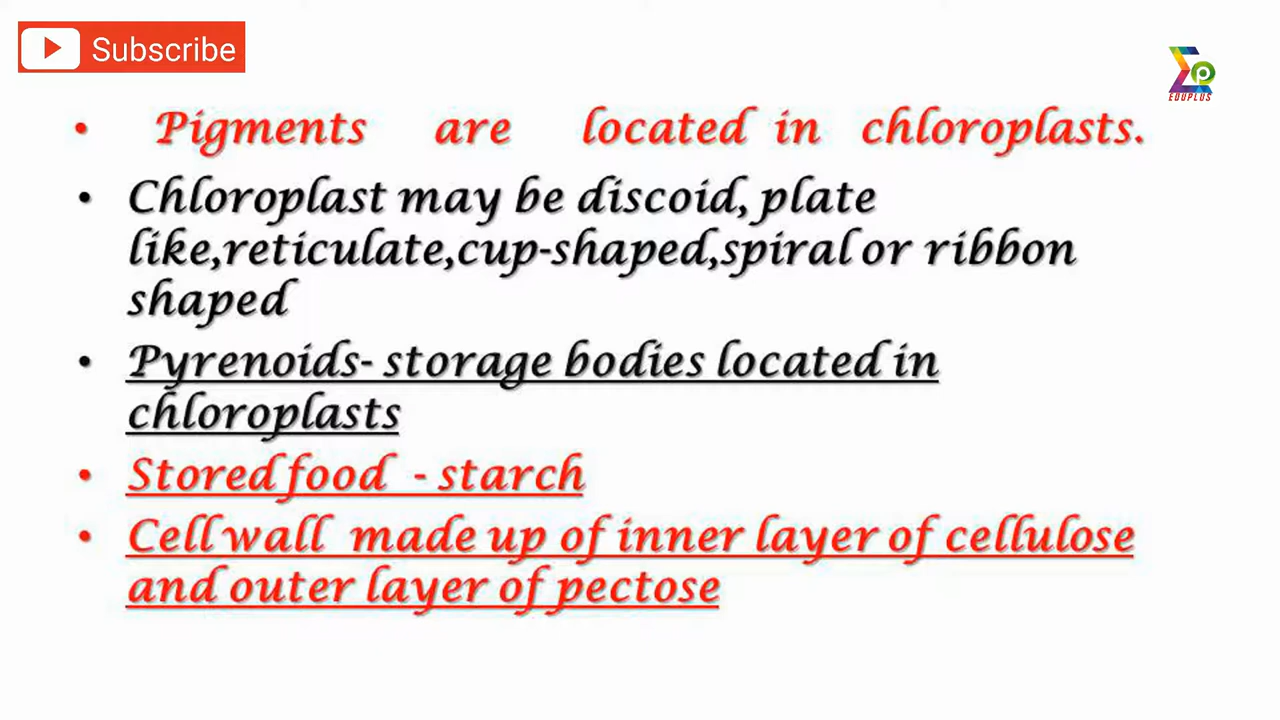 Subscribe
EDUPLUS
• Pigments are located in chloroplasts.
• Chloroplast may be discoid, plate
like,reticulate,cup-shaped,spiral or ribbon
shaped
• Pyrenoids- storage bodies located in
chloroplasts
• Stored food - starch
• Cell wall made up of inner layer of cellulose
and outer layer of pectose